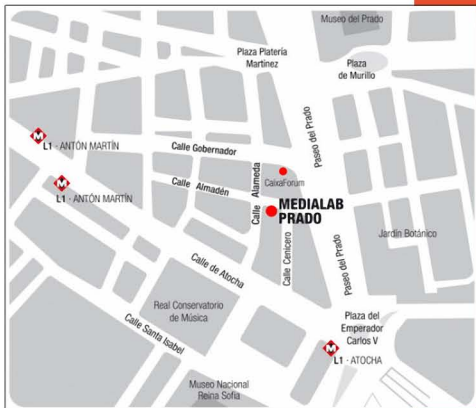 Museo del Prado
Plaza Platería
Martínez
Plaza
de Murillo
Paseo del Prado
M
L1 - ANTÓN MARTÍN
Calle Gobernador
CaixaForum
M
L1 - ANTÓN MARTÍN
Calle Almadén
Calle Alameda
MEDIALAB
PRADO
Jardín Botánico
Calle Cenicero
Calle de Atocha
Paseo del Prado
Real Conservatorio
de Música
Calle Santa Isabel
Plaza del
Emperador
Carlos V
M
L1 - ATOCHA
Museo Nacional
Reina Sofía